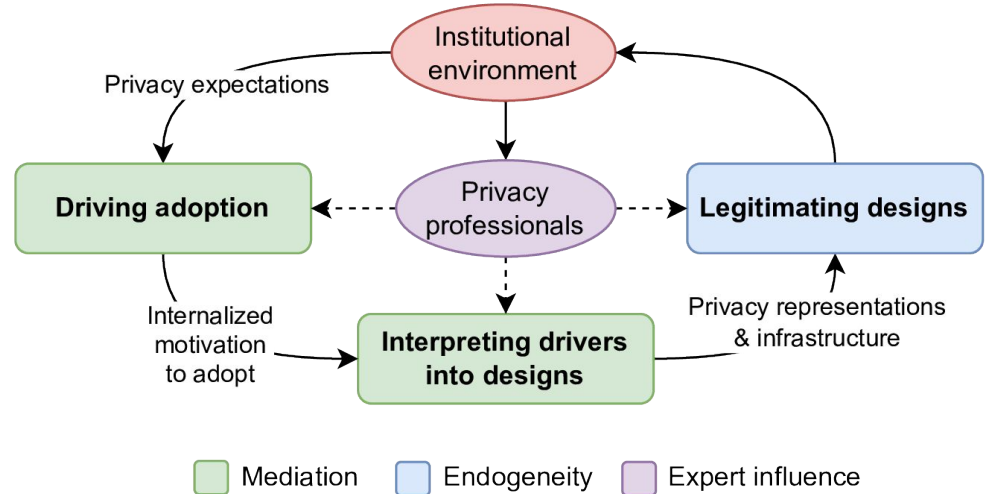 Institutional
environment
Privacy expectations
Driving adoption
Privacy
professionals
Legitimating designs
Internalized
motivation
to adopt
Interpreting drivers
into designs
Privacy representations
& infrastructure
Mediation
Endogeneity
Expert influence